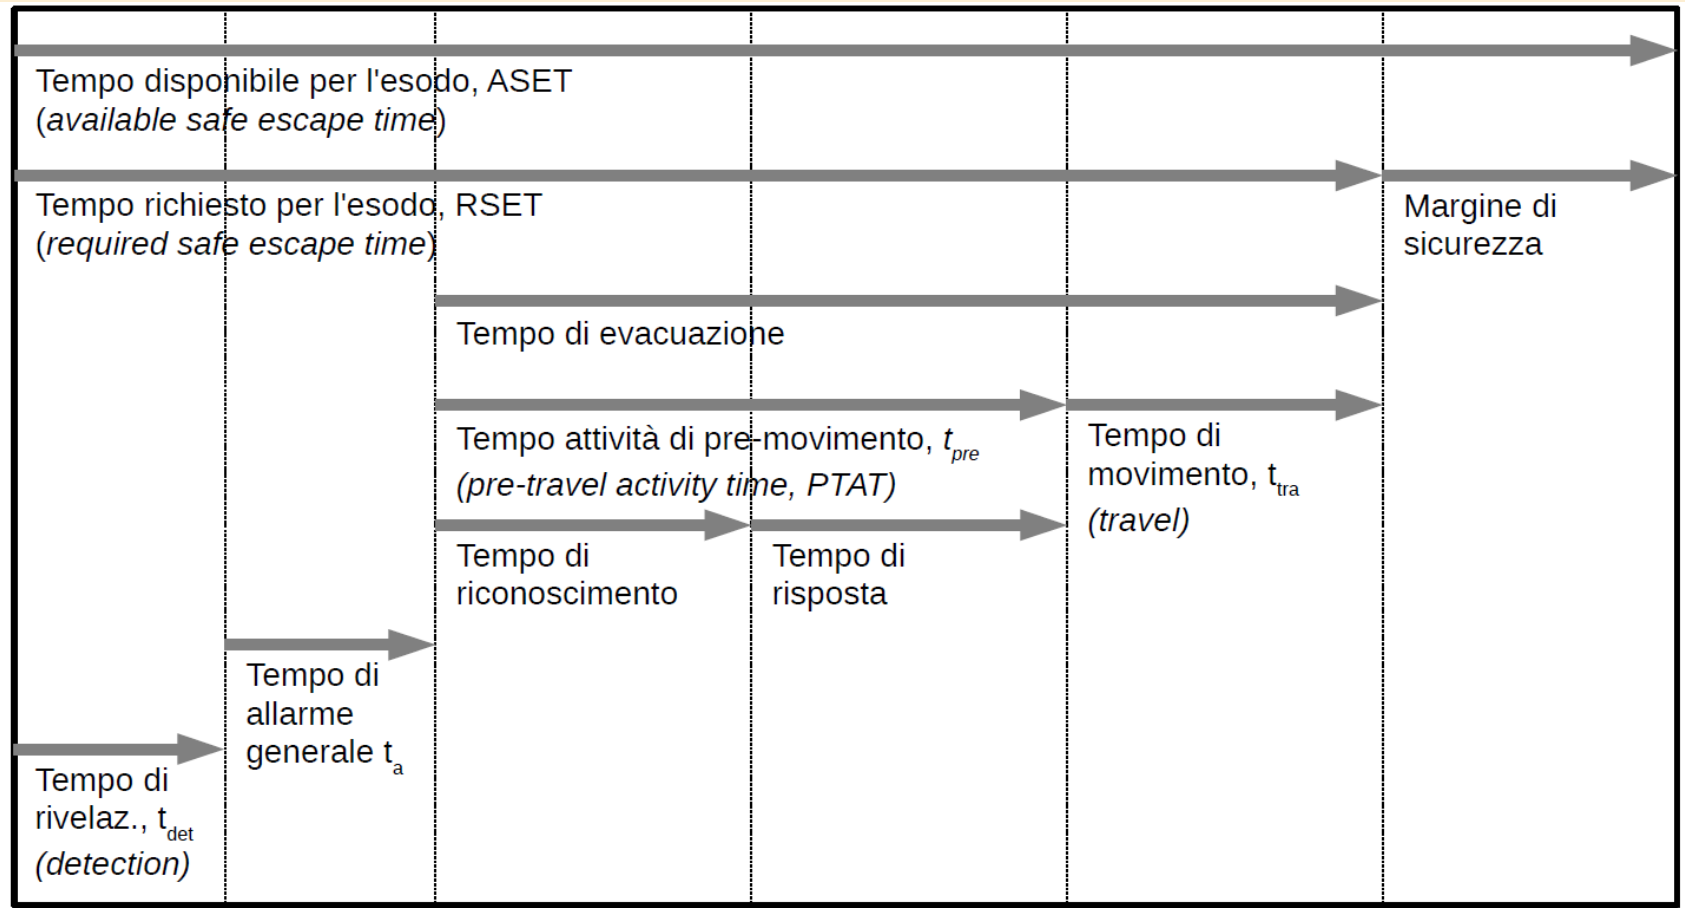 Tempo disponibile per l'esodo, ASET
(available safe escape time)
Tempo richiesto per l'esodo, RSET
(required safe escape time)
Margine di
sicurezza
Tempo di evacuazione
Tempo attività di pre-movimento, tpre
(pre-travel activity time, PTAT)
Tempo di
movimento, ttra
(travel)
Tempo di
riconoscimento
Tempo di
risposta
Tempo di
allarme
generale ta
Tempo di
rivelaz., tdet
(detection)